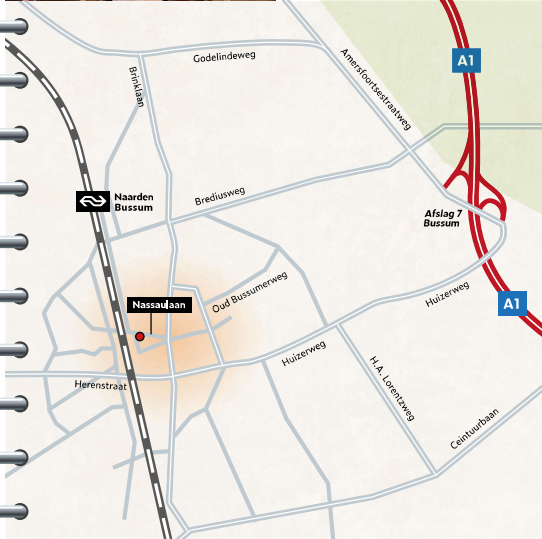 Godelindeweg
Amersfoortsestraatweg
A1
Brinklaan
Naarden
Bussum
Brediusweg
Afslag 7
Bussum
Oud Bussumerweg
Nassaulaan
Huizerweg
A1
Huizerweg
H.A. Lorentzweg
Herenstraat
Ceintuurbaan